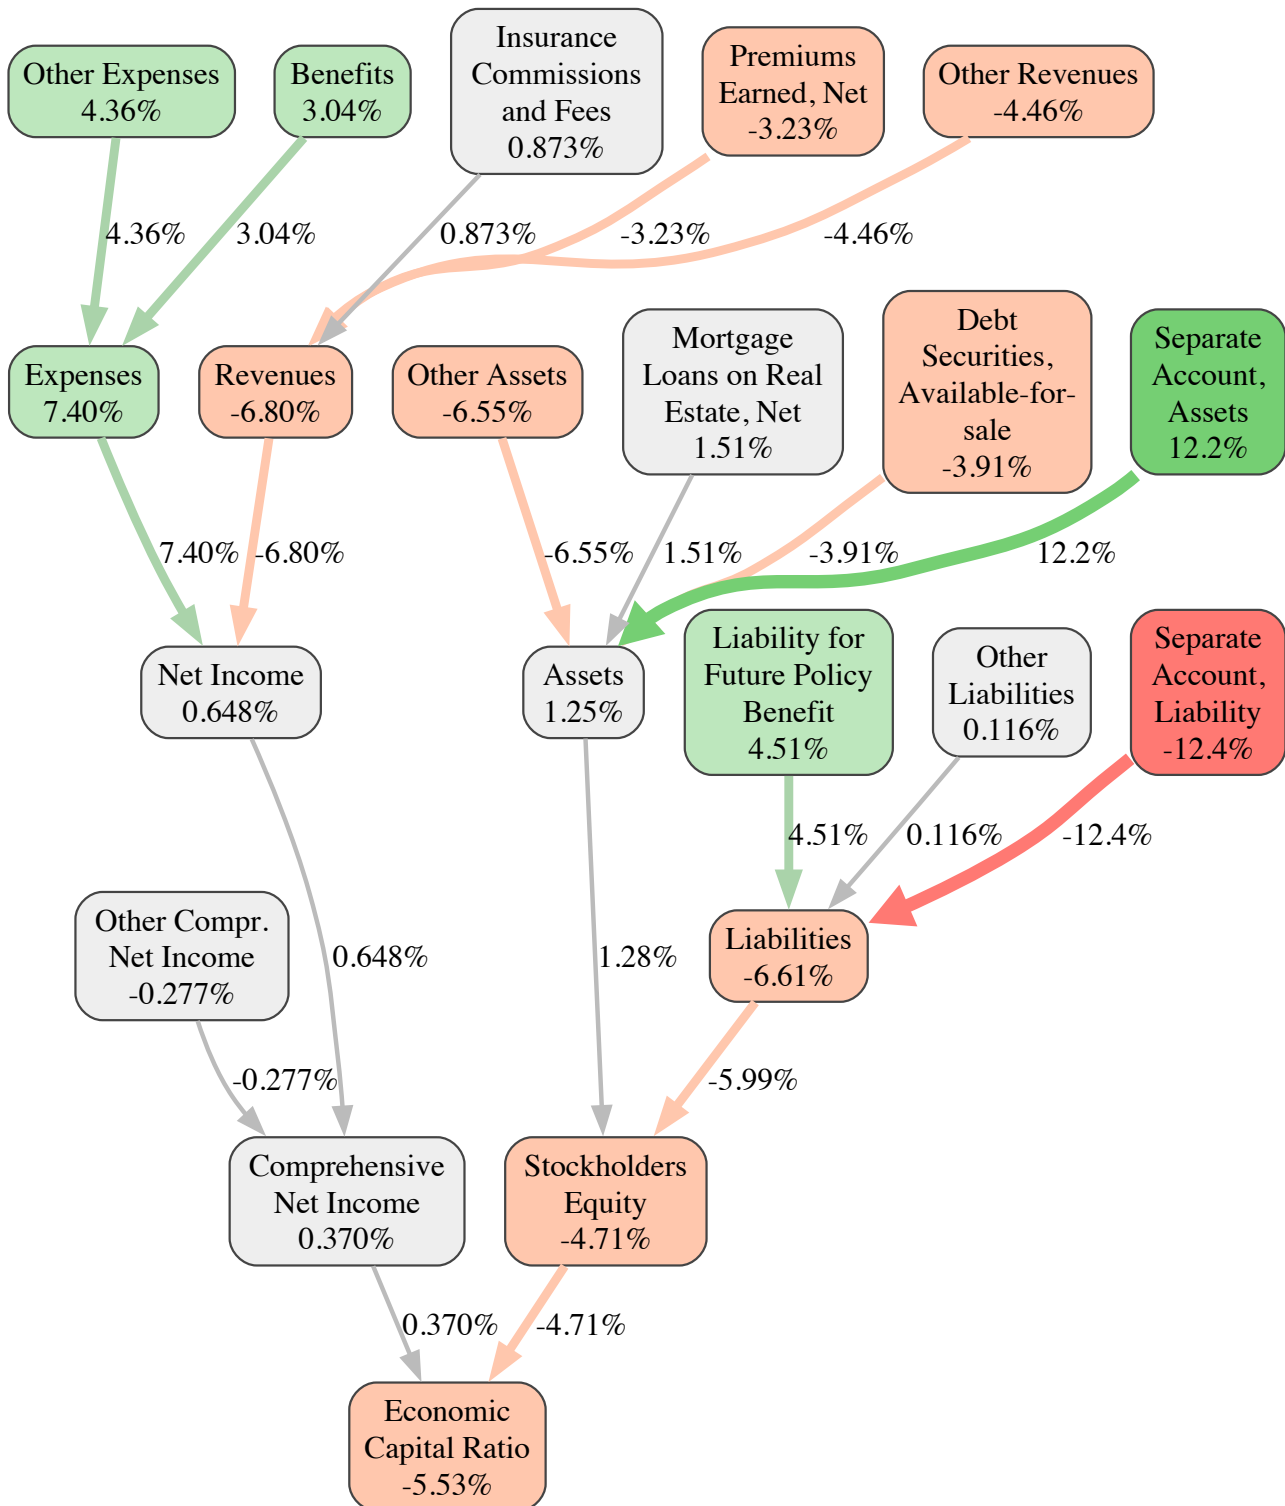 Other Expenses
4.36%
Benefits
3.04%
Insurance
Commissions
and Fees
0.873%
Premiums
Earned, Net
-3.23%
Other Revenues
-4.46%
4.36%
3.04%
0.873%
-3.23%
-4.46%
Expenses
7.40%
Revenues
-6.80%
Other Assets
-6.55%
Mortgage
Loans on Real
Estate, Net
1.51%
Debt
Securities,
Available-for-
sale
-3.91%
Separate
Account,
Assets
12.2%
7.40%
-6.80%
-6.55%
1.51%
-3.91%
12.2%
Net Income
0.648%
Assets
1.25%
Liability for
Future Policy
Benefit
4.51%
Other
Liabilities
0.116%
Separate
Account,
Liability
-12.4%
4.51%
0.116%
-12.4%
Other Compr.
Net Income
-0.277%
0.648%
1.28%
Liabilities
-6.61%
-0.277%
-5.99%
Comprehensive
Net Income
0.370%
Stockholders
Equity
-4.71%
0.370%
-4.71%
Economic
Capital Ratio
-5.53%